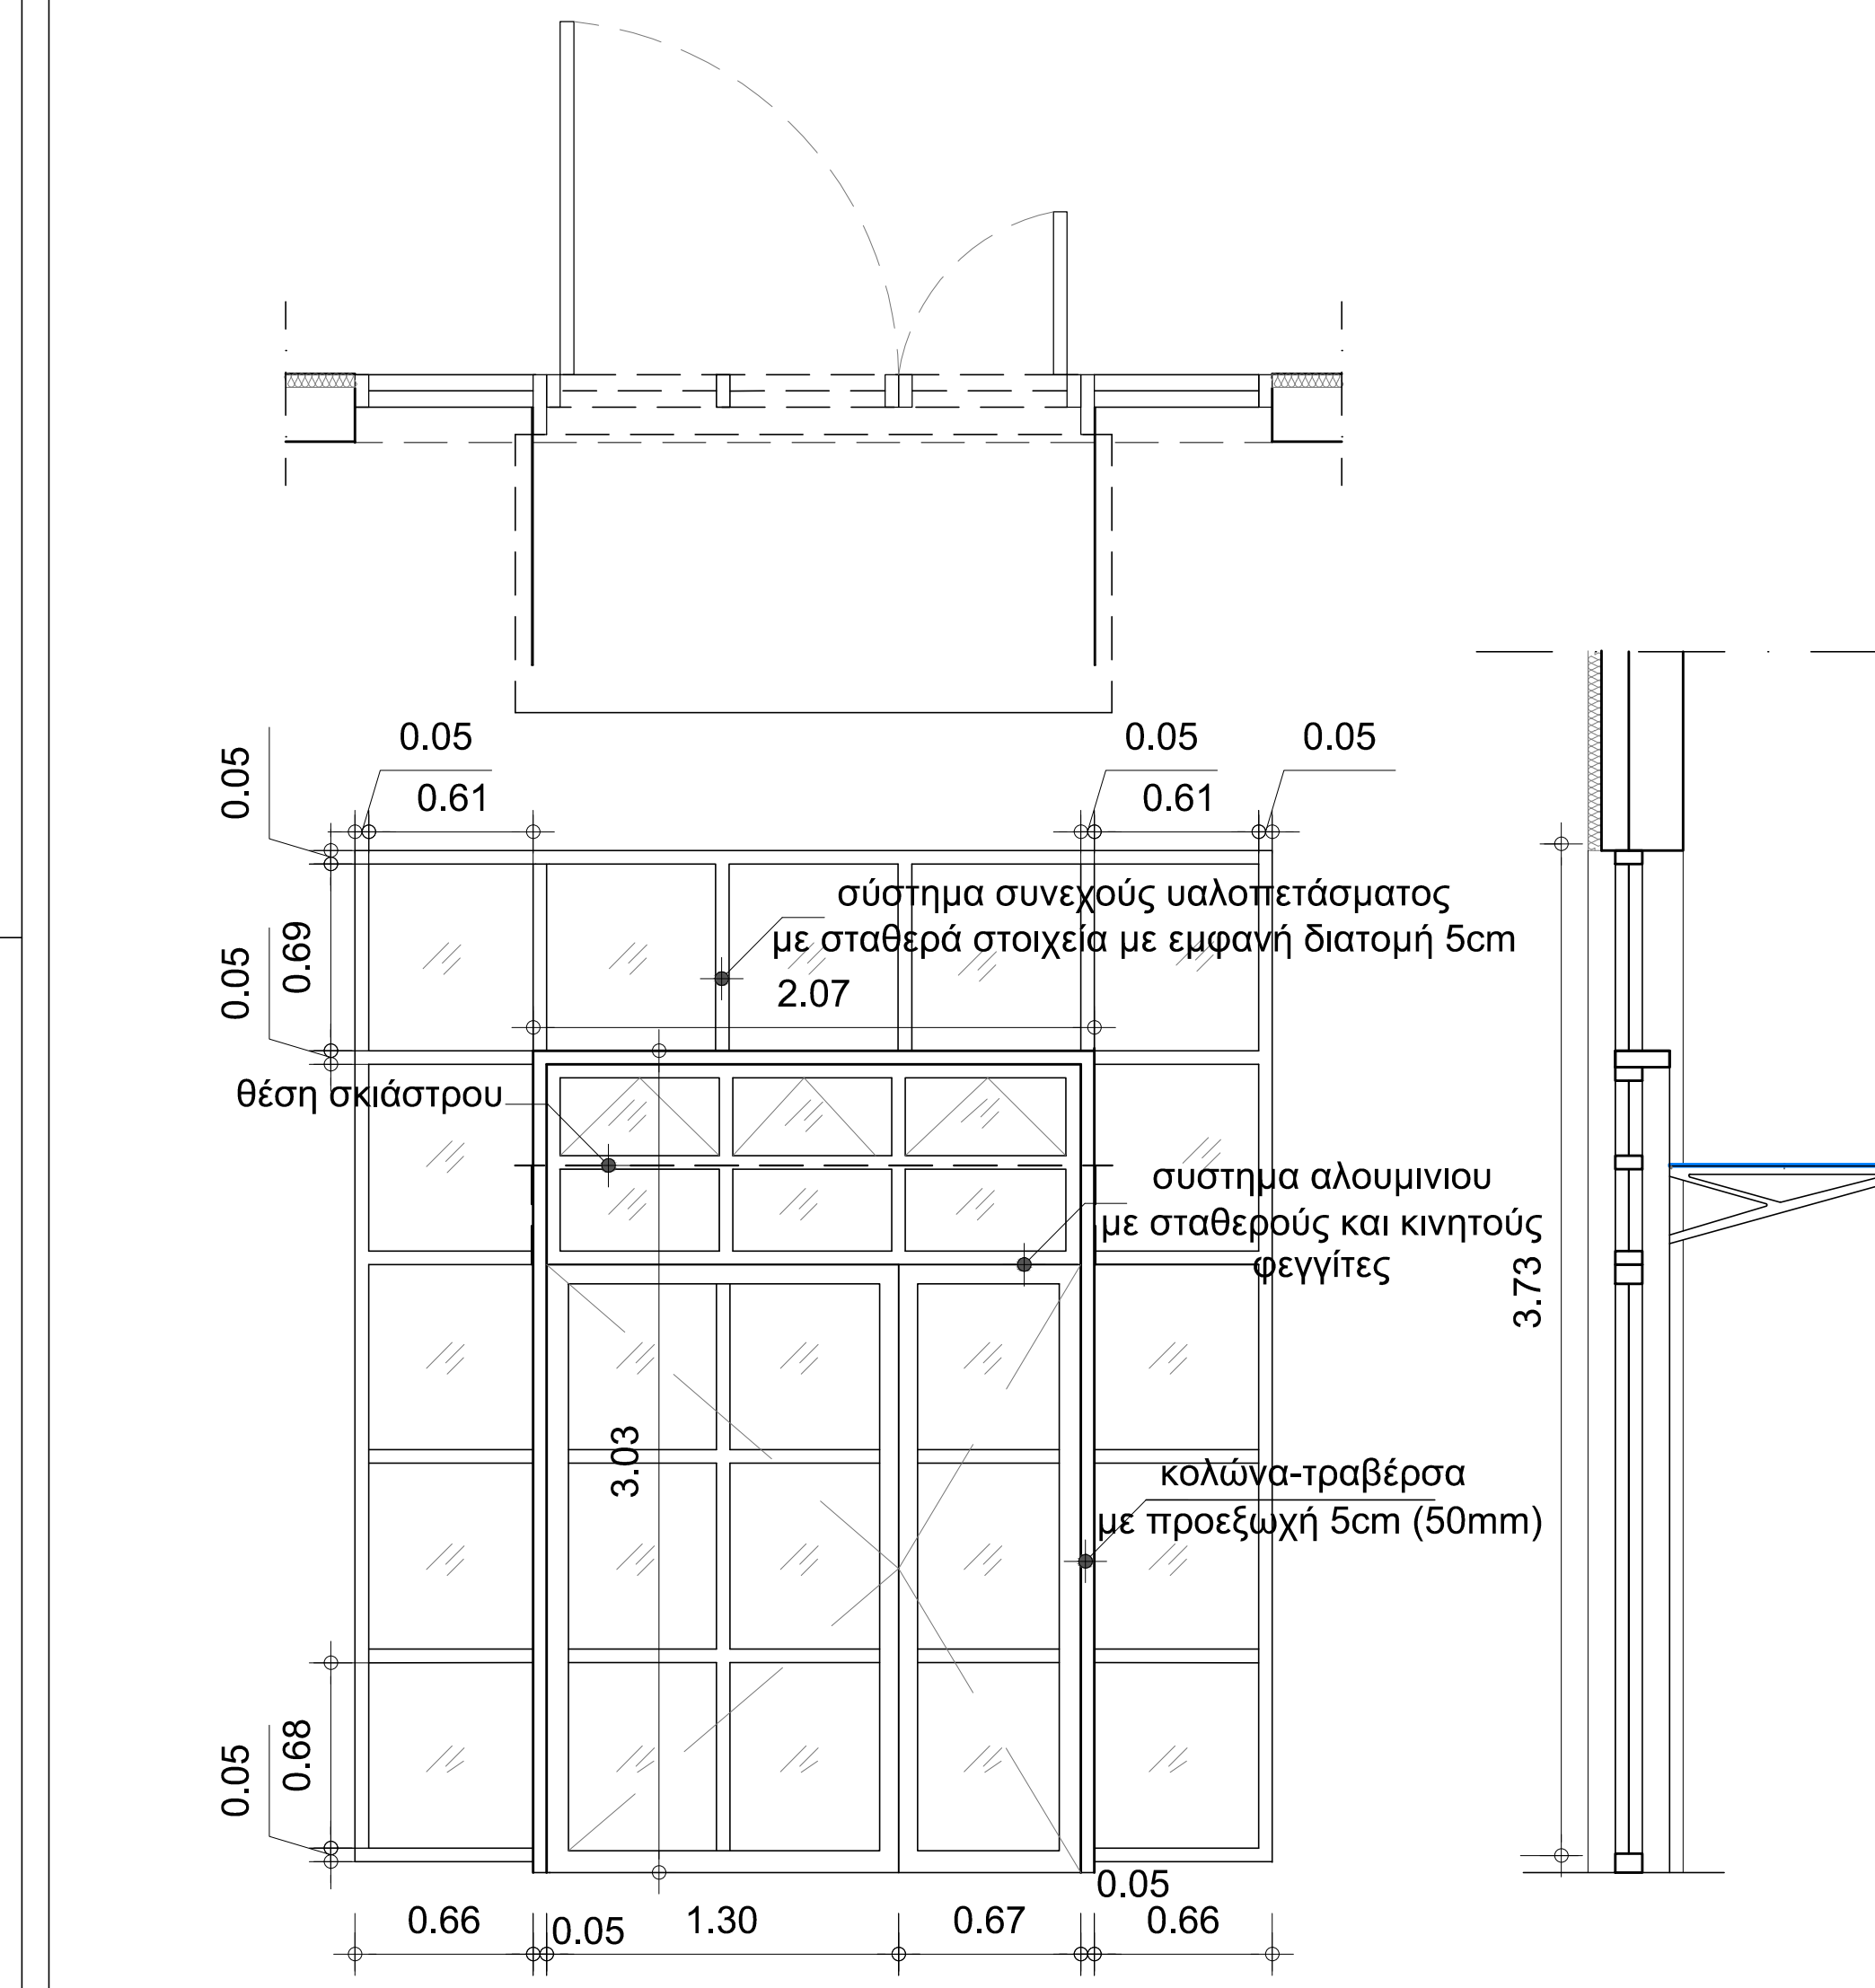 0.05
0.05
0.05
0.05
0.61
0.61
σύστημα συνεχούς υαλοπετάσματος
με σταθερά στοιχεία με εμφανή διατομή 5cm
0.69
0.05
2.07
θέση σκιάστρου
συστημα αλουμινιου
με σταθερούς και κινητούς
φεγγίτες
3.73
3.03
κολώνα-τραβέρσα
με προεξωχή 5cm (50mm)
0.68
0.05
0.05
0.66
0.05
1.30
0.67
0.66